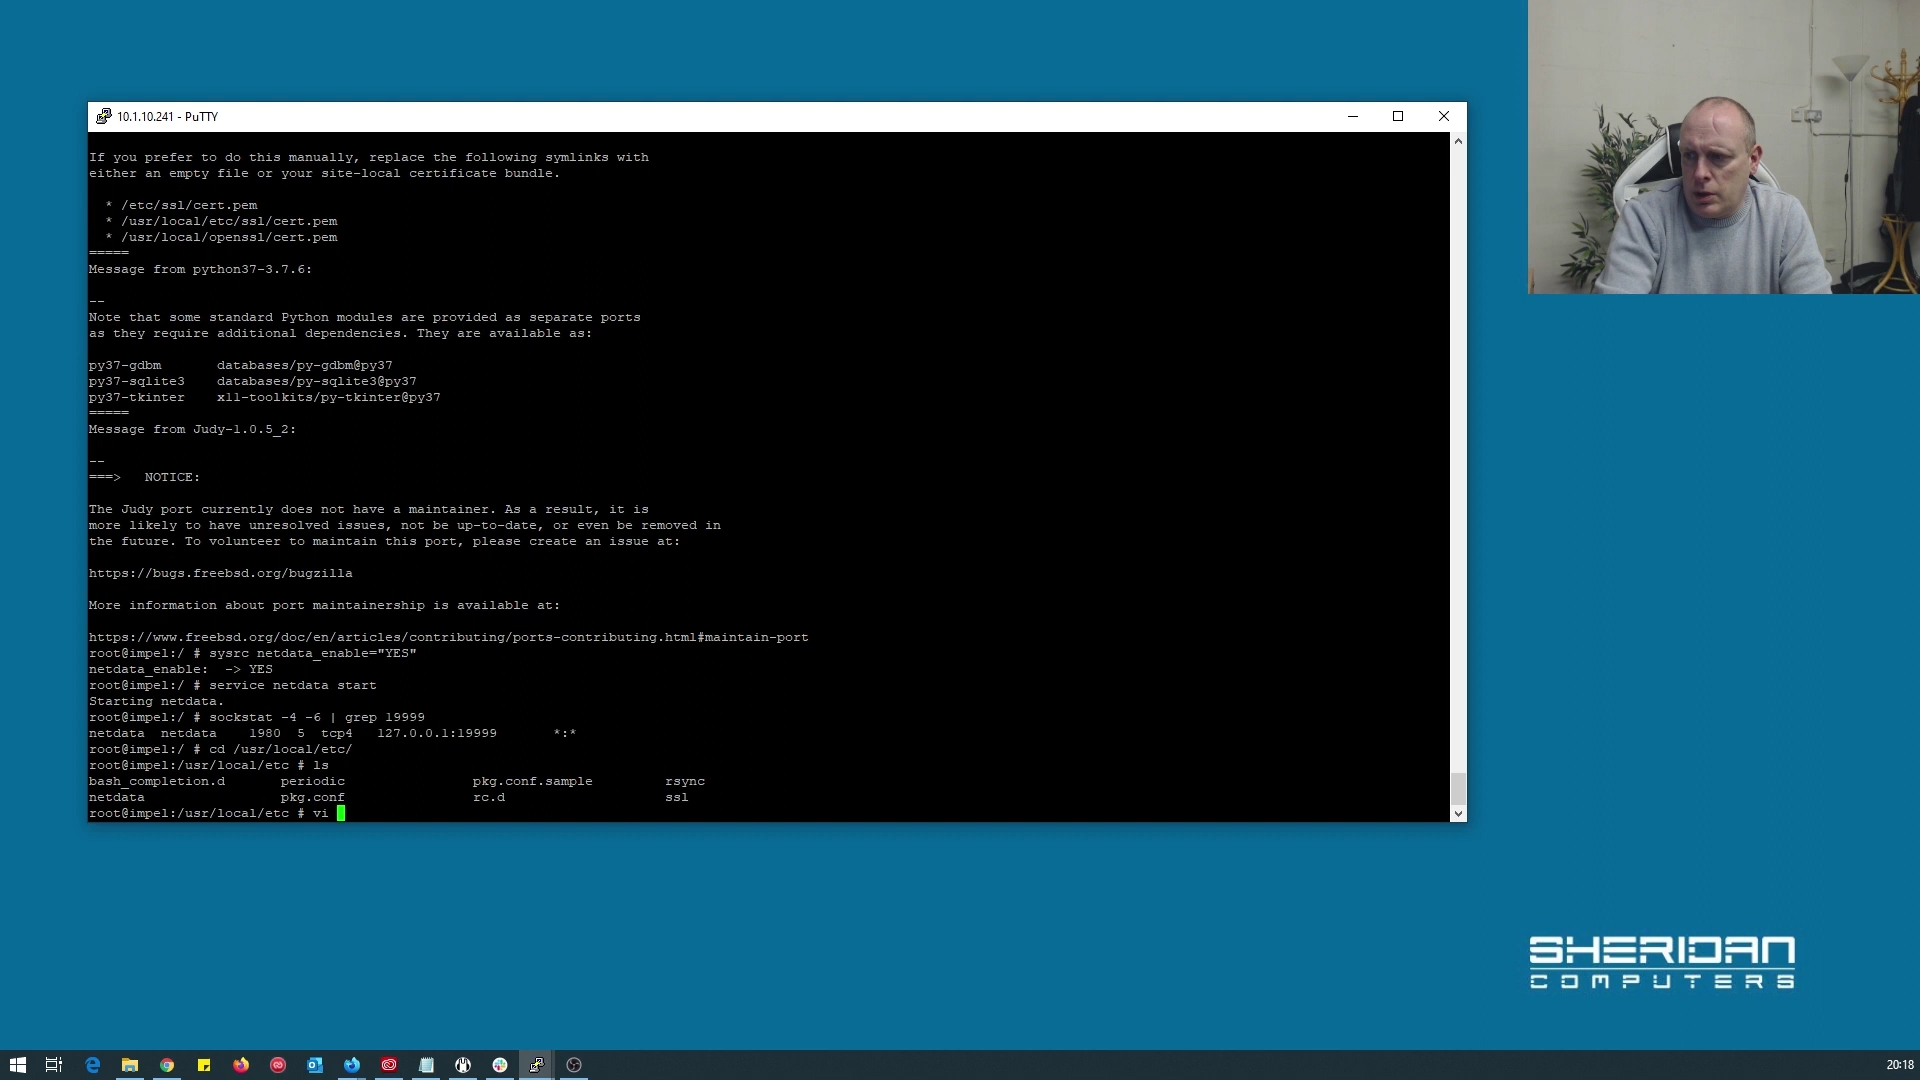 10.1.10.241 - PuTTY
If you prefer to do this manually, replace the following symlinks with
either an empty file or your site-local certificate bundle.
* /etc/ssl/cert.pem
* /usr/local/etc/ssl/cert.pem
* /usr/local/openssl/cert.pem
=====
Message from python37-3.7.6:
--
Note that some standard Python modules are provided as separate ports
as they require additional dependencies. They are available as:
py37-gdbm databases/py-gdbm@py37
py37-sqlite3 databases/py-sqlite3@py37
py37-tkinter x11-toolkits/py-tkinter@py37
=====
Message from Judy-1.0.5_2:
--
===> NOTICE:
The Judy port currently does not have a maintainer. As a result, it is
more likely to have unresolved issues, not be up-to-date, or even be removed in
the future. To volunteer to maintain this port, please create an issue at:
https://bugs.freebsd.org/bugzilla
More information about port maintainership is available at:
https://www.freebsd.org/doc/en/articles/contributing/ports-contributing.html#maintain-port
root@impel:/ # sysrc netdata_enable="YES"
netdata_enable: -> YES
root@impel:/ # service netdata start
Starting netdata.
root@impel:/ # sockstat -4 -6 | grep 19999
netdata netdata 1980 5 tcp4 127.0.0.1:19999 *:*
root@impel:/ # cd /usr/local/etc/
root@impel:/usr/local/etc # ls
bash_completion.d periodic pkg.conf.sample rsync
netdata pkg.conf rc.d ssl
root@impel:/usr/local/etc # vi
SHERIDAN
COMPUTERS
20:18